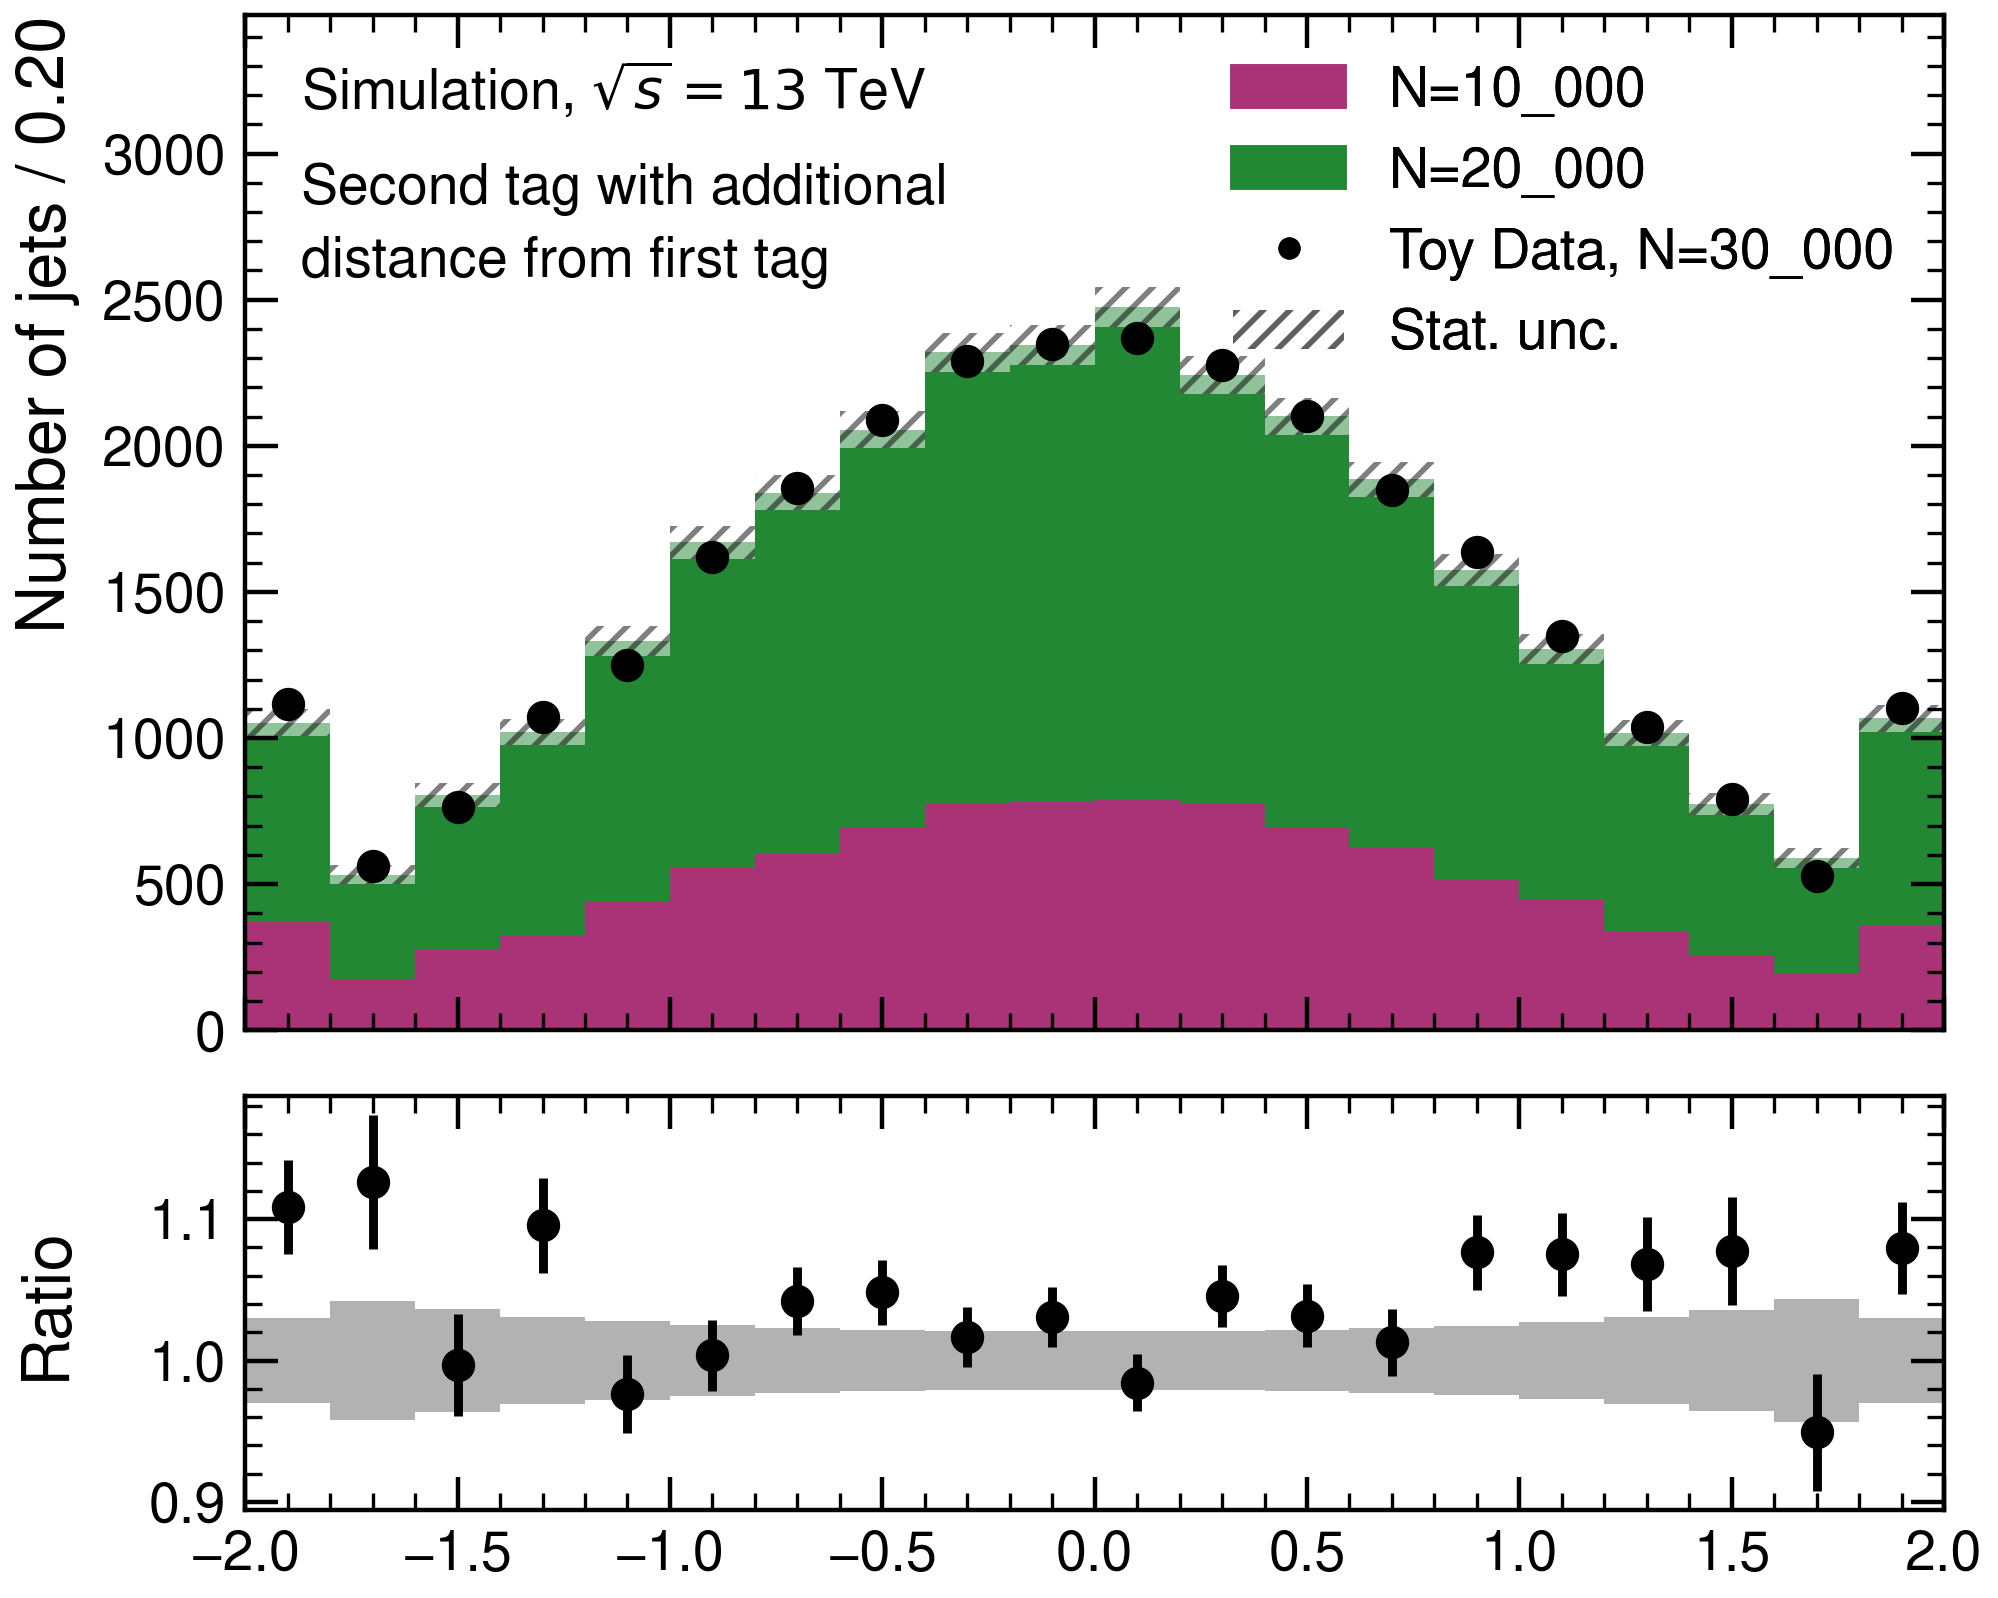 Number of jets / 0.20
Simulation, √s = 13 TeV
Second tag with additional
distance from first tag
N=10_000
N=20_000
Toy Data, N=30_000
Stat. unc.
3000
2500
2000
1500
1000
500
0
Ratio
1.1
1.0
0.9
−2.0 −1.5 −1.0 −0.5 0.0 0.5 1.0 1.5 2.0